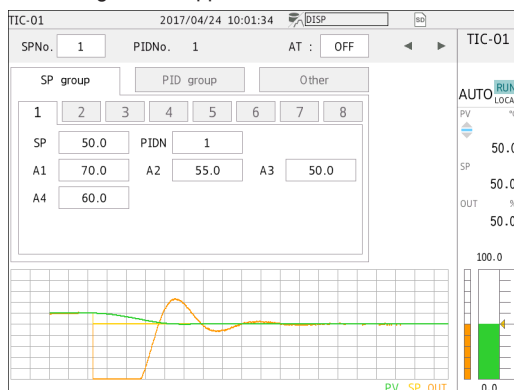 TIC-01 2017/04/24 10:01:34 DISP SD
SPNo. 1 PIDNo. 1 AT : OFF
TIC-01
SP group PID group Other
AUTO RUN
LOCA
1 2 3 4 5 6 7 8
PV
SP 50.0 PIDN 1
50.0
A1 70.0 A2 55.0 A3 50.0
SP
50.0
A4 60.0
OUT %
50.0
100.0
PV SP OUT
0.0